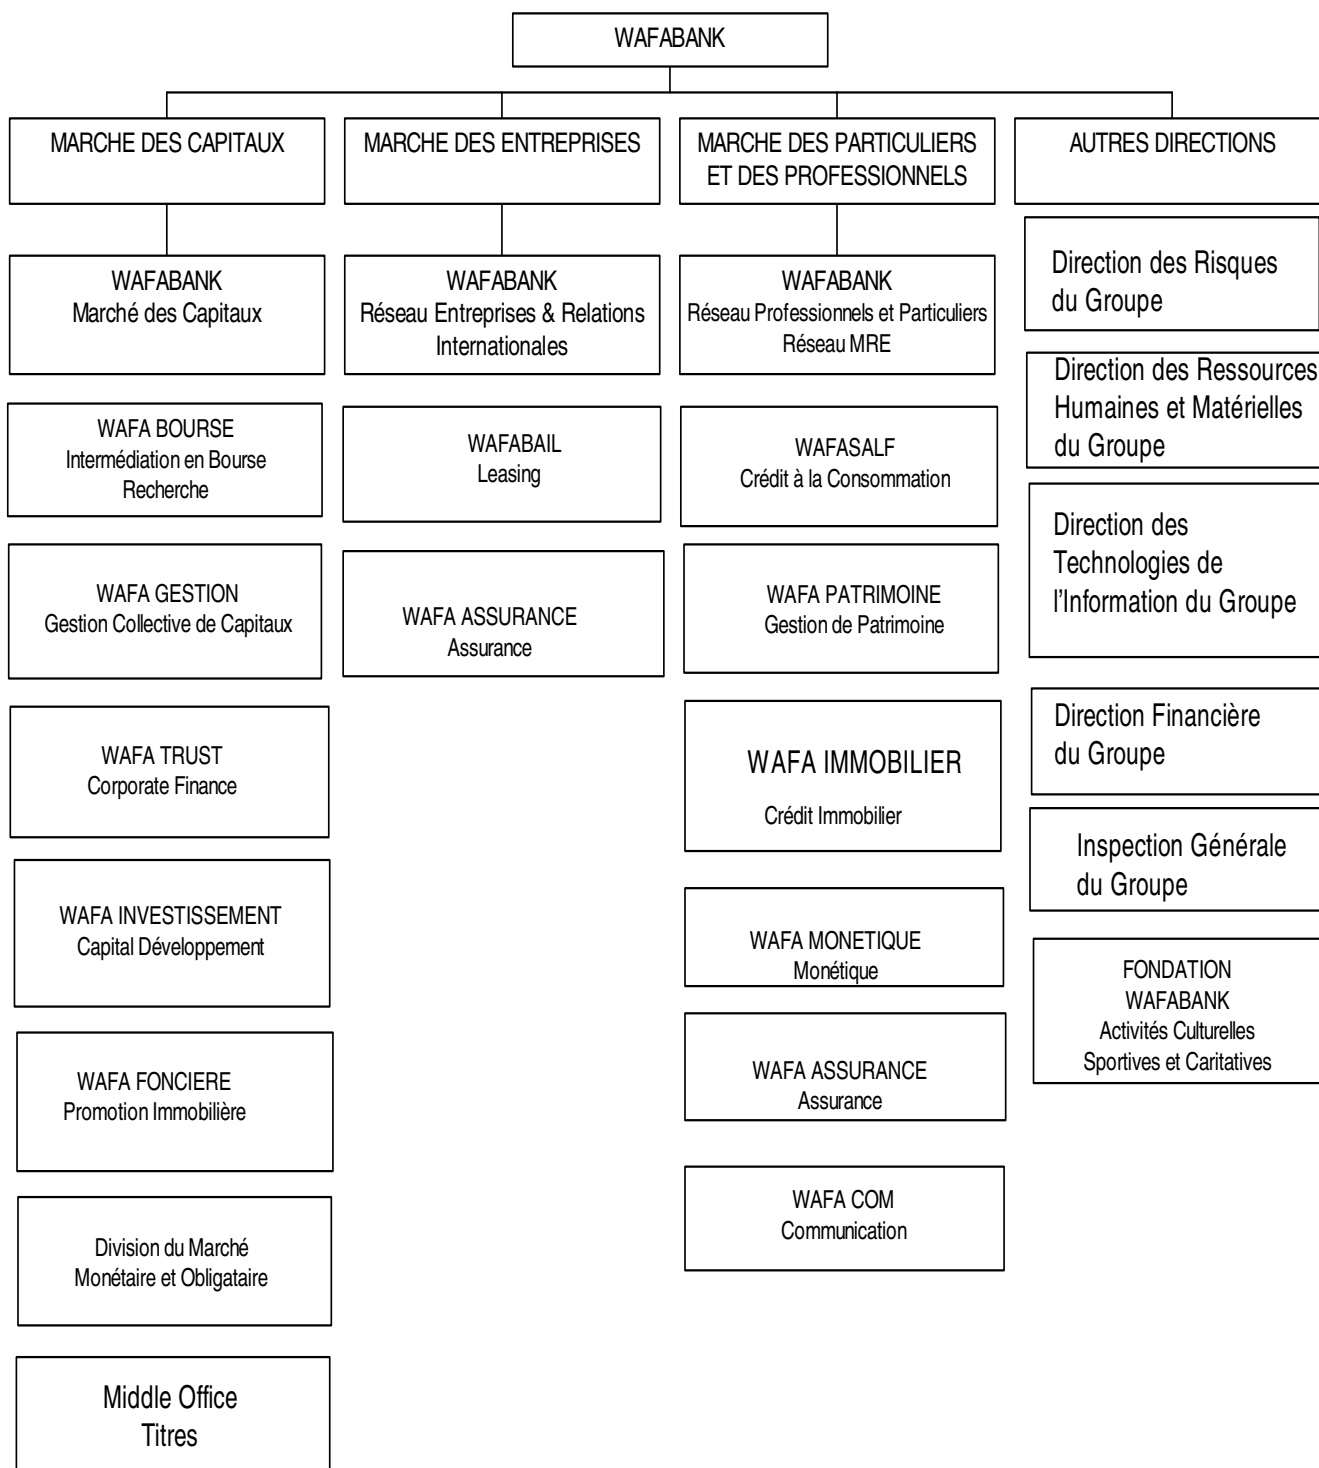 WAFABANK
MARCHE DES CAPITAUX
MARCHE DES ENTREPRISES
MARCHE DES PARTICULIERS
ET DES PROFESSIONNELS
AUTRES DIRECTIONS
WAFABANK
Marché des Capitaux
WAFA BOURSE
Intermédiation en Bourse
Recherche
WAFA GESTION
Gestion Collective de Capitaux
WAFA TRUST
Corporate Finance
WAFA INVESTISSEMENT
Capital Développement
WAFA FONCIERE
Promotion Immobilière
Division du Marché
Monétaire et Obligataire
Middle Office
Titres
WAFABANK
Réseau Entreprises & Relations
Internationales
WAFABAIL
Leasing
WAFA ASSURANCE
Assurance
WAFABANK
Réseau Professionnels et Particuliers
Réseau MRE
WAFASALF
Crédit à la Consommation
WAFA PATRIMOINE
Gestion de Patrimoine
WAFA IMMOBILIER
Crédit Immobilier
WAFA MONETIQUE
Monétique
WAFA ASSURANCE
Assurance
WAFA COM
Communication
Direction des Risques
du Groupe
Direction des Ressources
Humaines et Matérielles
du Groupe
Direction des
Technologies de
l'Information du Groupe
Direction Financière
du Groupe
Inspection Générale
du Groupe
FONDATION
WAFABANK
Activités Culturelles
Sportives et Caritatives